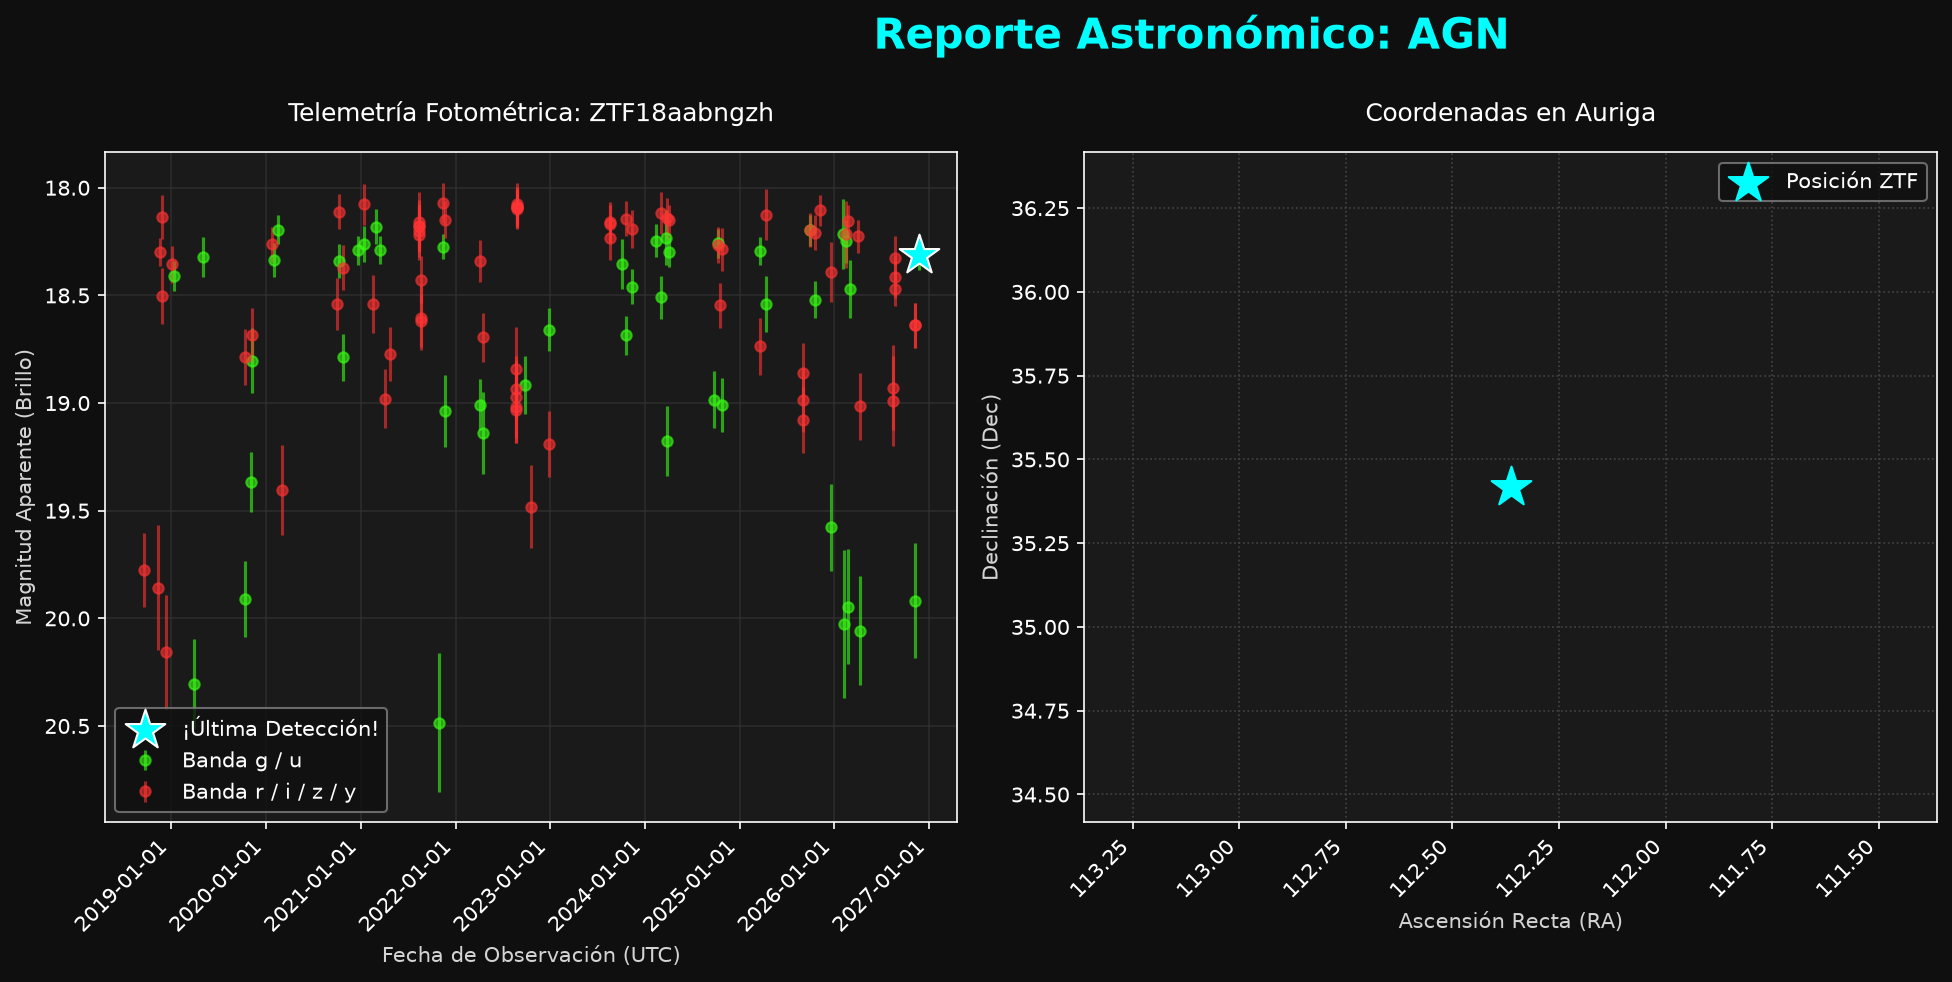 Reporte Astronómico: AGN
Telemetría Fotométrica: ZTF18aabngzh
Magnitud Aparente (Brillo)
18.0
18.5
19.0
19.5
20.0
20.5
¡Última Detección!
Banda g / u
Banda r / i / z / y
2019-01-01
2020-01-01
2021-01-01
2022-01-01
2023-01-01
2024-01-01
2025-01-01
2026-01-01
2027-01-01
Fecha de Observación (UTC)
Coordenadas en Auriga
Posición ZTF
Declinación (Dec)
36.25
36.00
35.75
35.50
35.25
35.00
34.75
34.50
113.25
113.00
112.75
112.50
112.25
112.00
111.75
111.50
Ascensión Recta (RA)